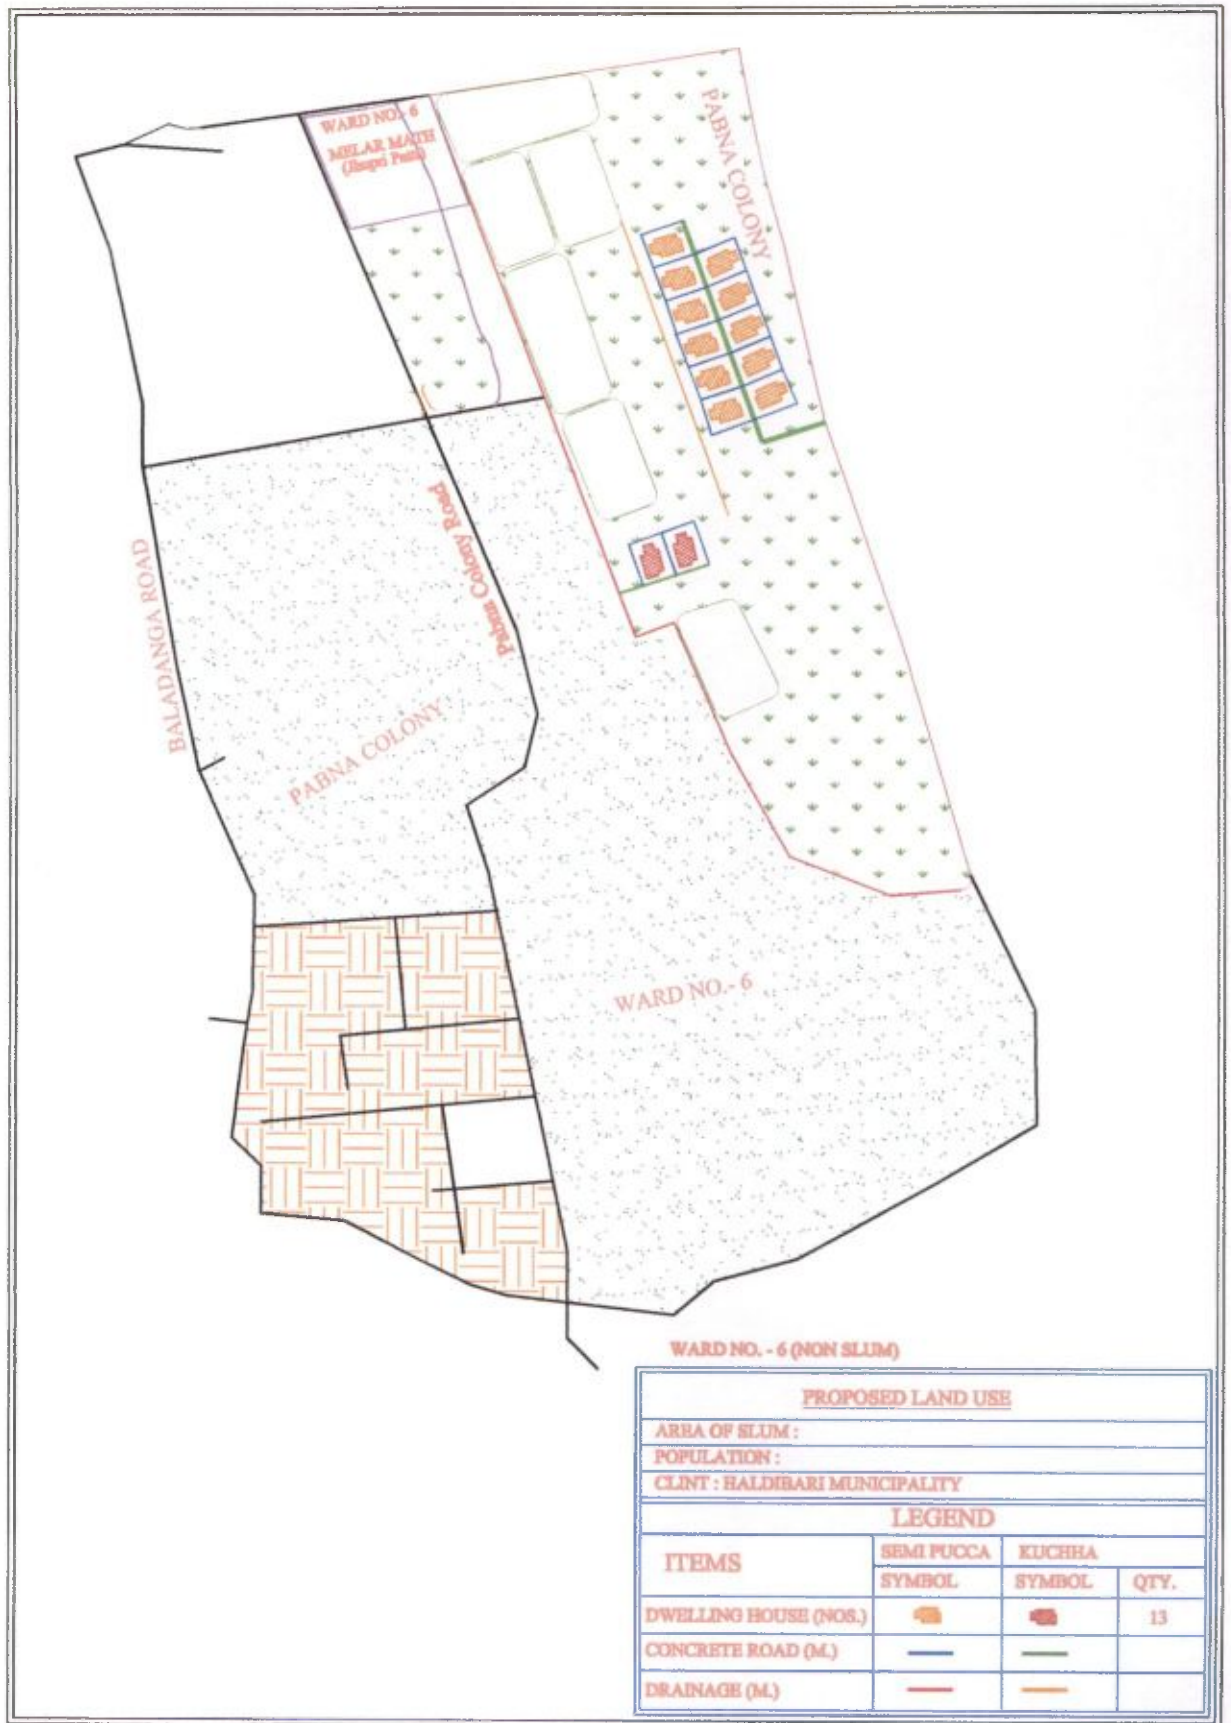 WARD NO.- 6
MELAR MATH
PABNA COLONY
Pabna Colony Road
BALADANGA ROAD
PABNA COLONY
WARD NO.- 6
WARD NO. - 6 (NON SLUM)
PROPOSED LAND USE
AREA OF SLUM :
POPULATION :
CLINT : HALDIBARI MUNICIPALITY
LEGEND
ITEMS SEMI PUCCA KUCHHA
SYMBOL SYMBOL QTY.
DWELLING HOUSE (NOS.) 13
CONCRETE ROAD (M.)
DRAINAGE (M.)